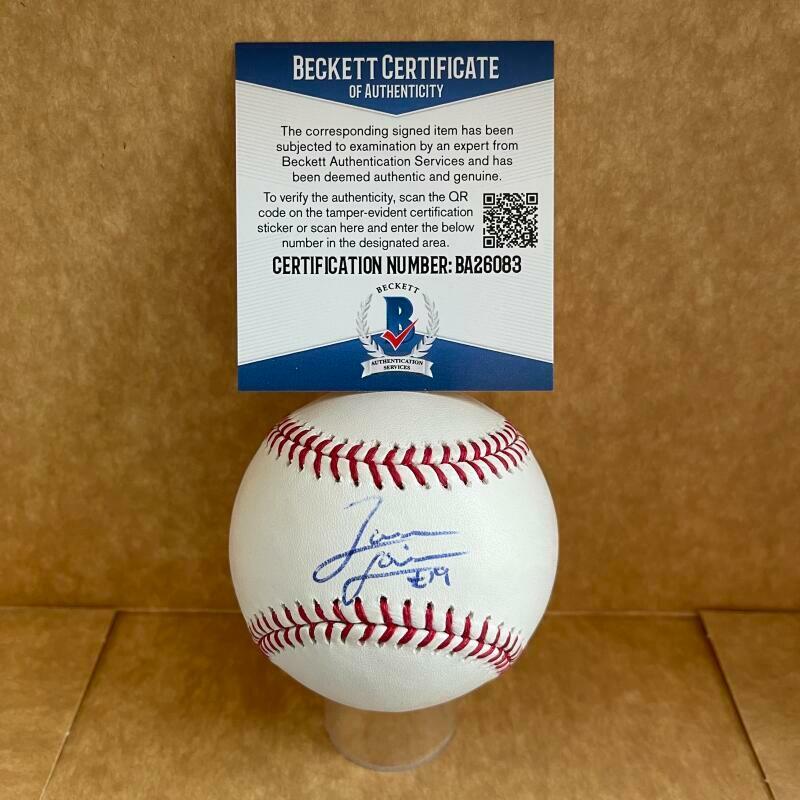 BECKETT CERTIFICATE
OF AUTHENTICITY
The corresponding signed item has been
subjected to examination by an expert from
Beckett Authentication Services and has
been deemed authentic and genuine.
To verify the authenticity, scan the QR
code on the tamper-evident certification
sticker or scan here and enter the below
number in the designated area.
CERTIFICATION NUMBER: BA26083
BECKETT
B
AUTHENTICATION
SERVICES